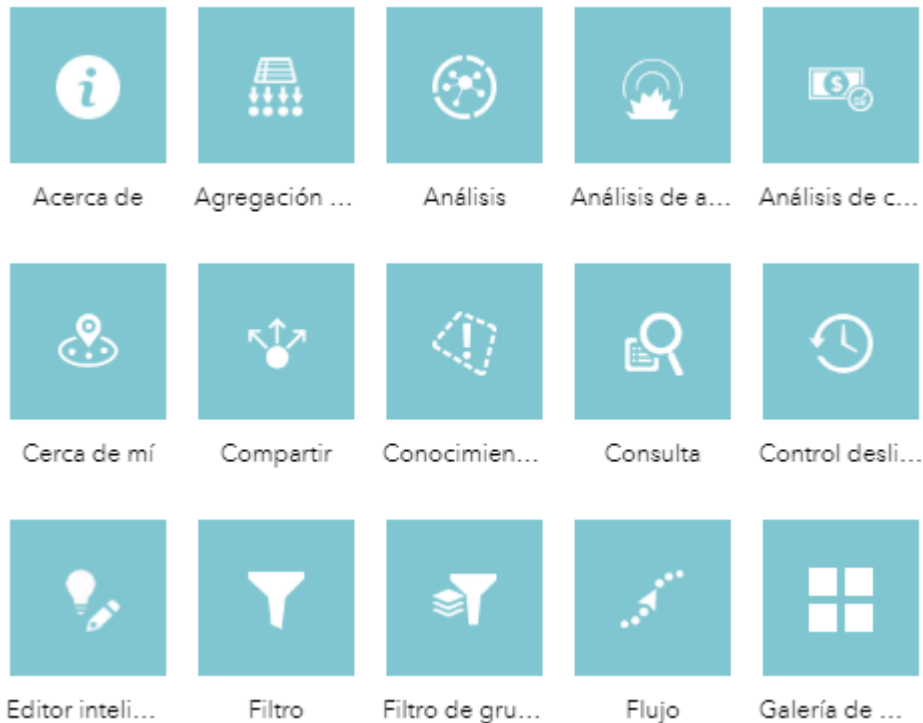 Acerca de Agregación ... Análisis Análisis de a... Análisis de c...
Cerca de mí Compartir Conocimien... Consulta Control desli...
Editor inteli... Filtro Filtro de gru... Flujo Galería de ...